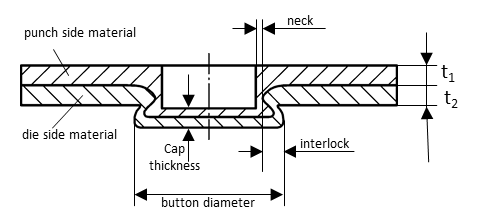 neck
punch side material
t1
t2
die side material
Cap
thickness
interlock
button diameter